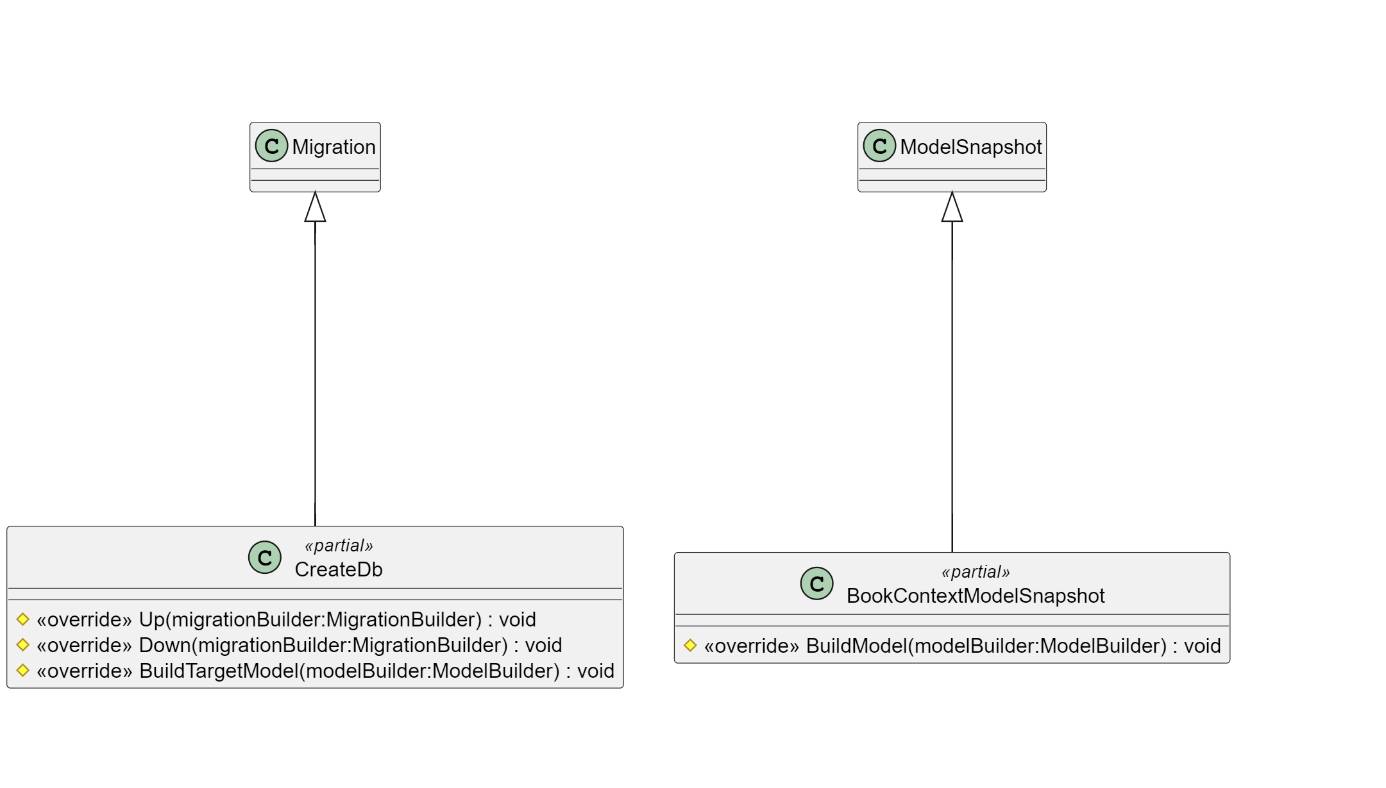 C Migration
C ModelSnapshot
«partial»
C CreateDb
«override» Up(migrationBuilder:MigrationBuilder) : void
«override» Down(migrationBuilder:MigrationBuilder) : void
«override» BuildTargetModel(modelBuilder:ModelBuilder) : void
«partial»
C BookContextModelSnapshot
«override» BuildModel(modelBuilder:ModelBuilder) : void